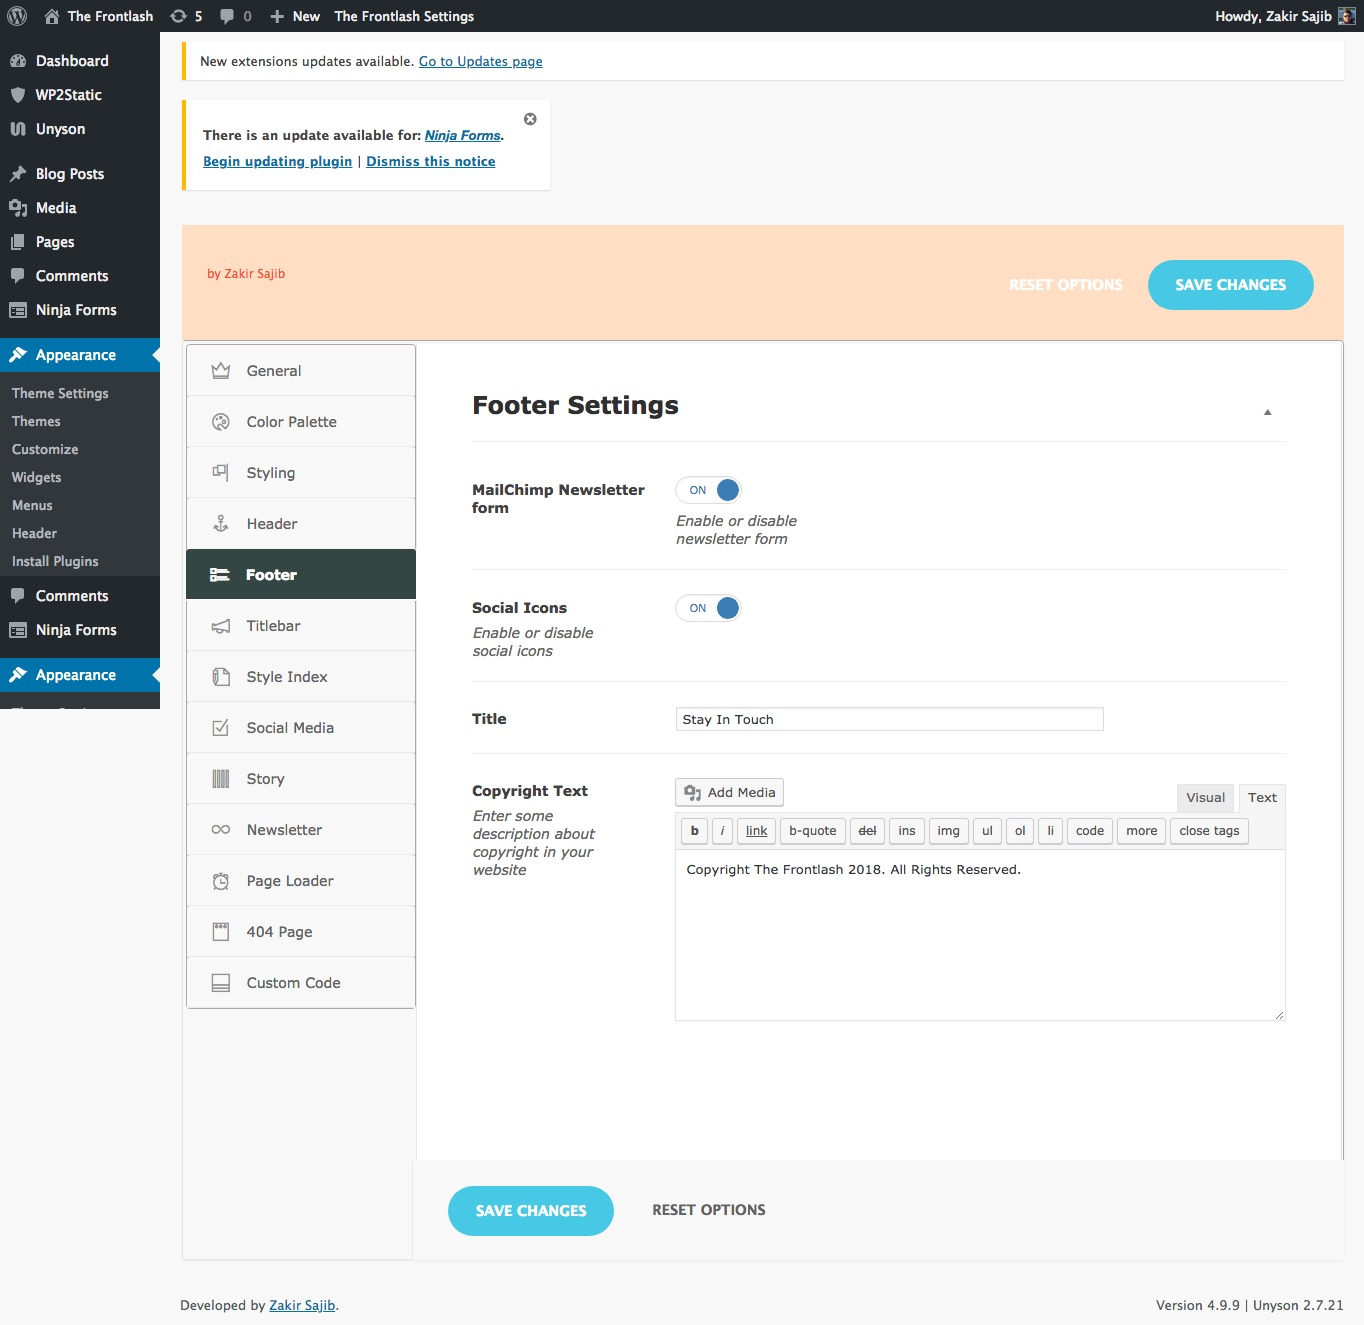 The Frontlash 5 0 New The Frontlash Settings Howdy, Zakir Sajib
Dashboard
WP2Static
Unyson
Blog Posts
Media
Pages
Comments
Ninja Forms
Appearance
Theme Settings
Themes
Customize
Widgets
Menus
Header
Install Plugins
Comments
Ninja Forms
Appearance
New extensions updates available. Go to Updates page
There is an update available for: Ninja Forms.
Begin updating plugin | Dismiss this notice
by Zakir Sajib
RESET OPTIONS SAVE CHANGES
General
Color Palette
Styling
Header
Footer
Titlebar
Style Index
Social Media
Story
Newsletter
Page Loader
404 Page
Custom Code
Footer Settings
MailChimp Newsletter
form
ON
Enable or disable
newsletter form
Social Icons
Enable or disable
social icons
ON
Title
Stay In Touch
Copyright Text
Enter some
description about
copyright in your
website
Add Media
Visual Text
b i link b-quote del ins img ul ol li code more close tags
Copyright The Frontlash 2018. All Rights Reserved.
SAVE CHANGES RESET OPTIONS
Developed by Zakir Sajib.
Version 4.9.9 | Unyson 2.7.21